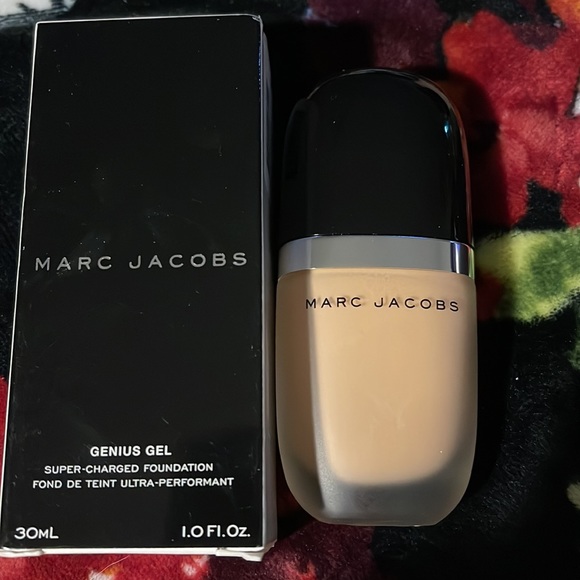 MARC JACOBS
GENIUS GEL
SUPER-CHARGED FOUNDATION
FOND DE TEINT ULTRA-PERFORMANT
30mL 1.0 Fl.Oz.
MARC JACOBS